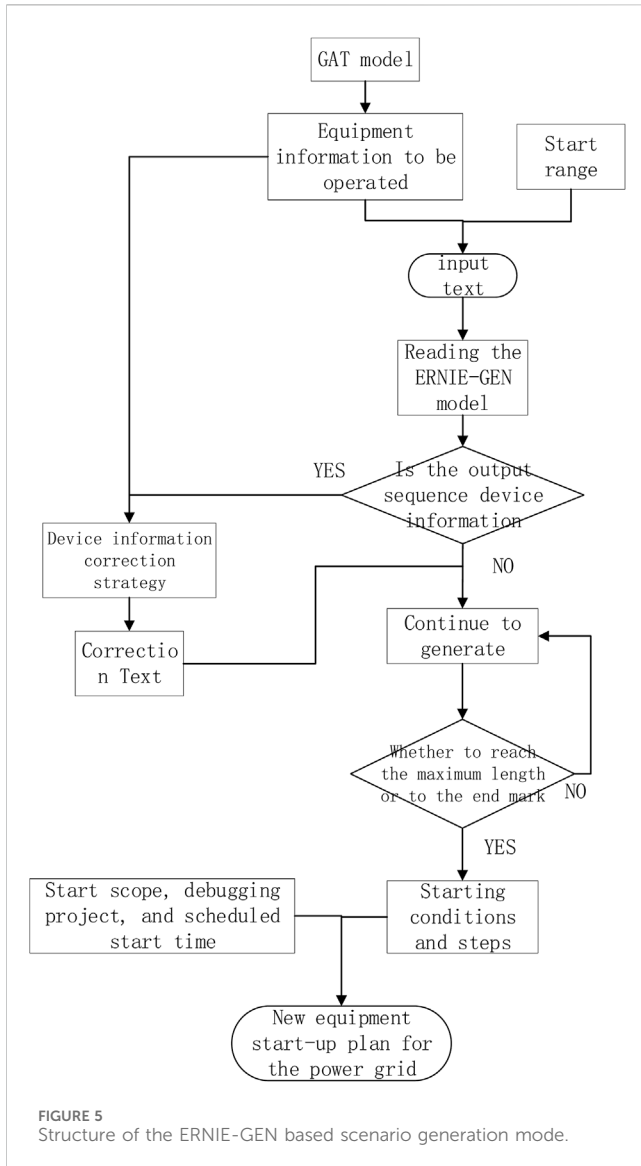 GAT model
Equipment
information to be
operated
Start
range
input
text
Reading the
ERNIE-GEN
model
YES
Is the output
sequence device
information
NO
Device information
correction
strategy
Continue to
generate
Correctio
n Text
Whether to reach
the maximum length
or to the end mark
NO
YES
Start scope, debugging
project, and scheduled
start time
Starting
conditions
and steps
New equipment
start-up plan for
the power grid
FIGURE 5
Structure of the ERNIE-GEN based scenario generation mode.